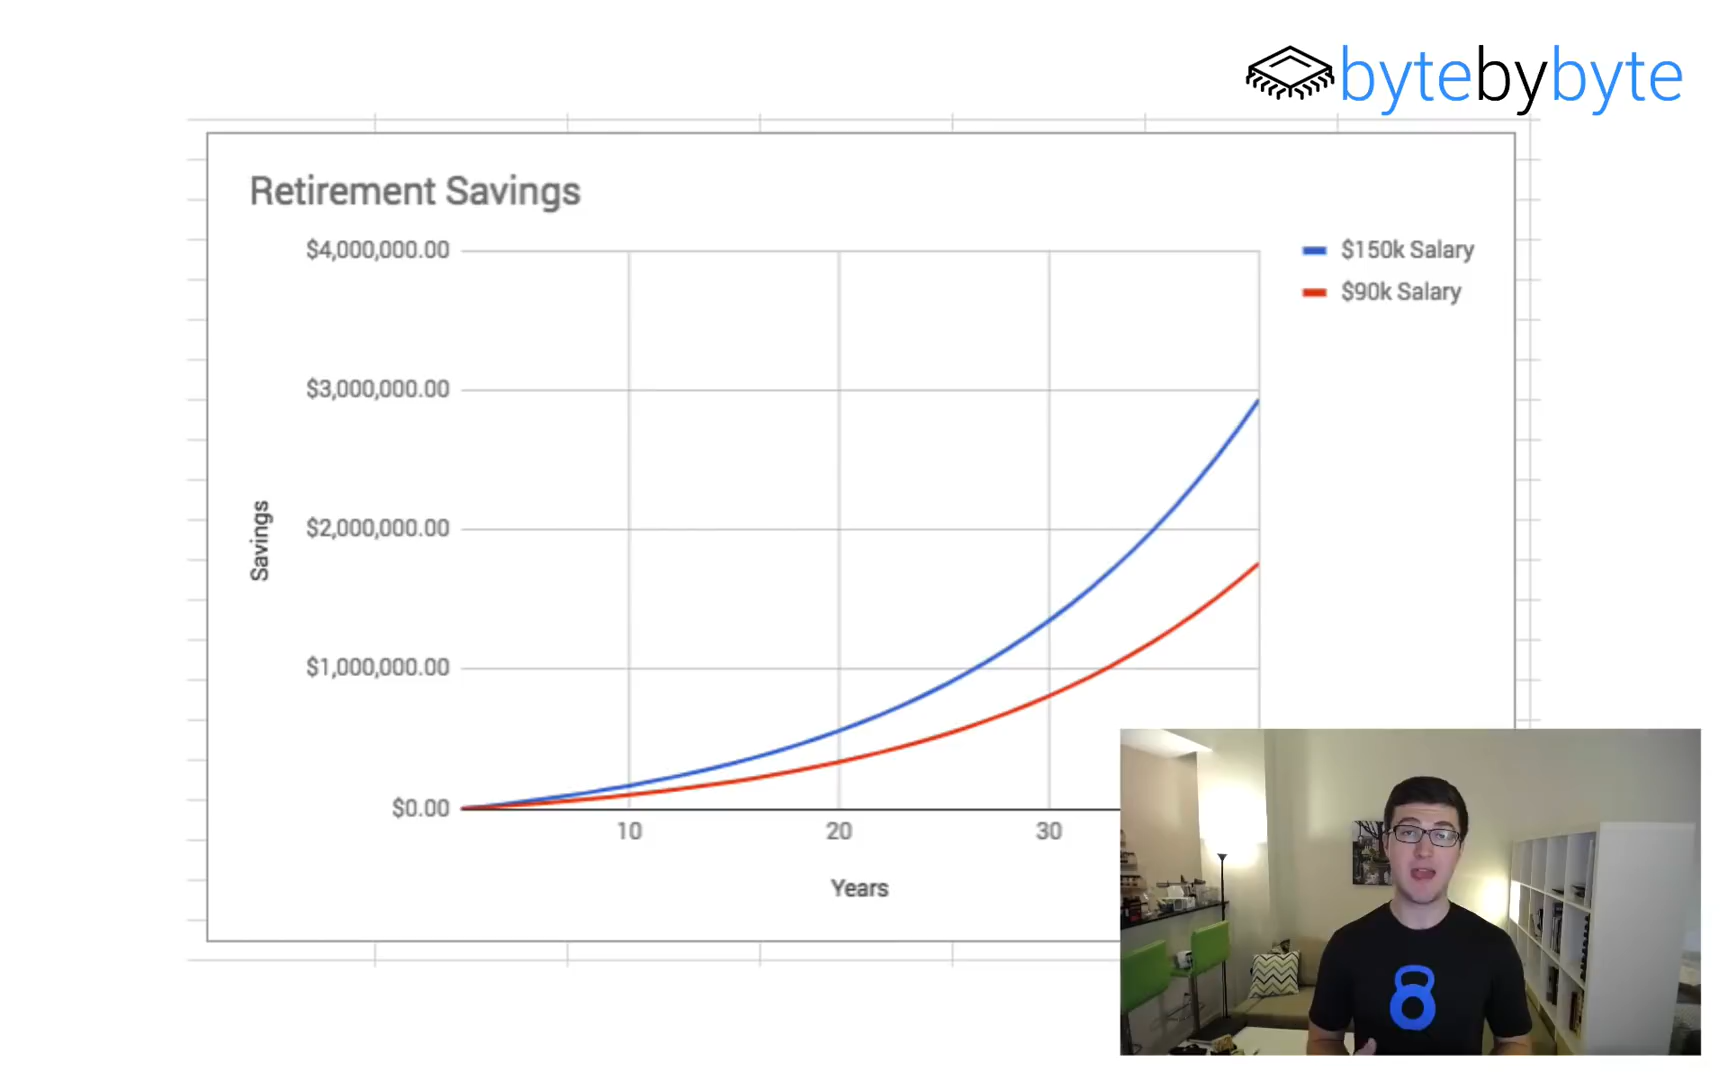 bytebybyte
Retirement Savings
$4,000,000.00
$150k Salary
$90k Salary
$3,000,000.00
$2,000,000.00
Savings
$1,000,000.00
$0.00
10
20
30
Years